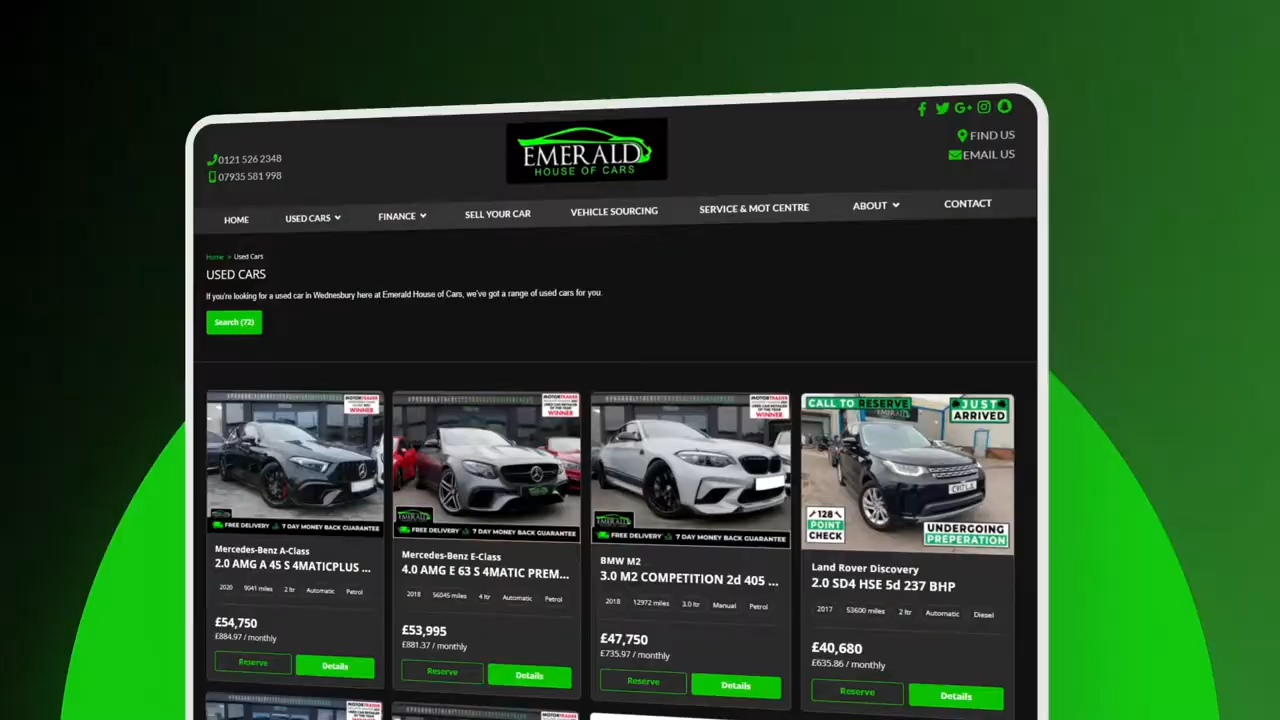 0121 526 2348
07935 581 998
EMERALD
HOUSE OF CARS
FIND US
EMAIL US
HOME USED CARS FINANCE SELL YOUR CAR VEHICLE SOURCING SERVICE & MOT CENTRE ABOUT CONTACT
Home > Used Cars
USED CARS
If you're looking for a used car in Wednesbury here at Emerald House of Cars, we've got a range of used cars for you.
Search (72)
MOTORTRADER
WINNER
FREE DELIVERY 7 DAY MONEY BACK GUARANTEE
Mercedes-Benz A-Class
2.0 AMG A 45 S 4MATICPLUS ...
2020 9041 miles 2 ltr Automatic Petrol
£54,750
£884.97 / monthly
Reserve Details
MOTORTRADER
WINNER
EMERALD
FREE DELIVERY 7 DAY MONEY BACK GUARANTEE
Mercedes-Benz E-Class
4.0 AMG E 63 S 4MATIC PREM...
2018 56045 miles 4 ltr Automatic Petrol
£53,995
£881.37 / monthly
Reserve Details
MOTORTRADER
WINNER
EMERALD
FREE DELIVERY 7 DAY MONEY BACK GUARANTEE
BMW M2
3.0 M2 COMPETITION 2d 405 ...
2018 12972 miles 3.0 ltr Manual Petrol
£47,750
£735.97 / monthly
Reserve Details
CALL TO RESERVE
JUST
ARRIVED
EMERALD
128
POINT
CHECK
UNDERGOING
PREPERATION
Land Rover Discovery
2.0 SD4 HSE 5d 237 BHP
2017 53600 miles 2 ltr Automatic Diesel
£40,680
£635.86 / monthly
Reserve Details